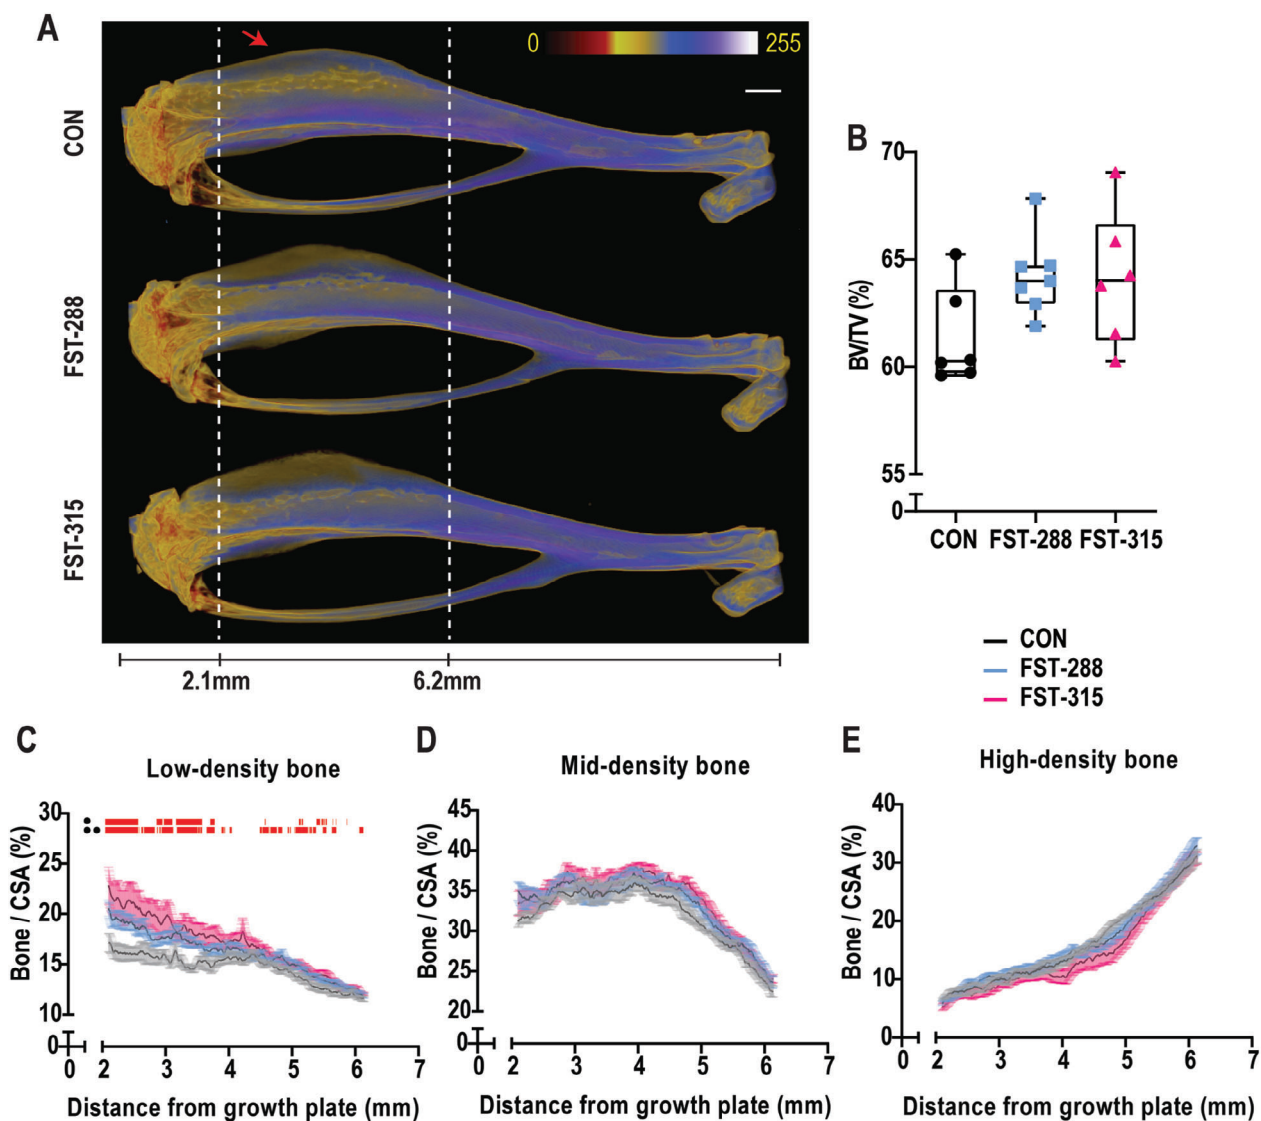 A
0 255
CON
FST-288
FST-315
2.1mm 6.2mm
B
BV/TV (%)
70
65
60
55
0
CON FST-288 FST-315
CON
FST-288
FST-315
C
Low-density bone
Bone / CSA (%)
30
25
20
15
10
0
0 2 3 4 5 6 7
Distance from growth plate (mm)
D
Mid-density bone
Bone / CSA (%)
45
40
35
30
25
20
0
0 2 3 4 5 6 7
Distance from growth plate (mm)
E
High-density bone
Bone / CSA (%)
40
30
20
10
0
0 2 3 4 5 6 7
Distance from growth plate (mm)